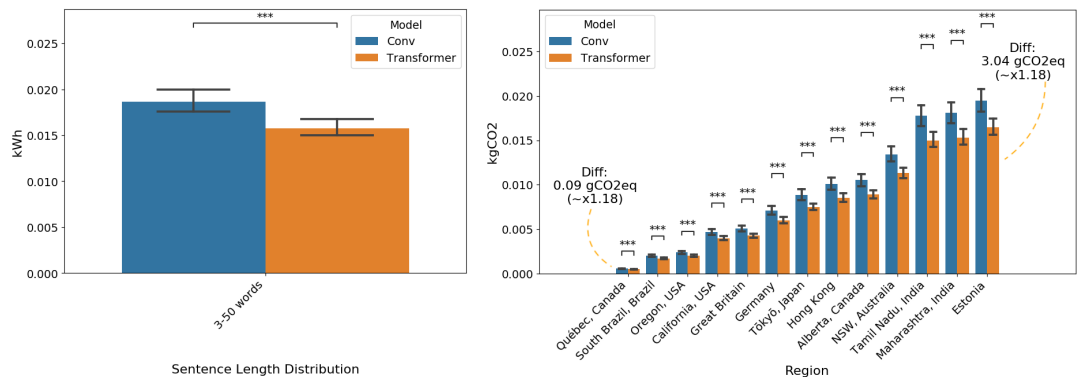 ***
Model
Conv
Transformer
0.025
0.020
0.015
0.010
0.005
0.000
kWh
3-50 words
Sentence Length Distribution
Model
Conv
Transformer
0.025
0.020
0.015
0.010
0.005
0.000
kgCO2
Diff:
0.09 gCO2eq
(~x1.18)
***
***
***
***
***
***
***
***
***
***
***
***
***
Diff:
3.04 gCO2eq
(~x1.18)
Québec, Canada
South Brazil, Brazil
Oregon, USA
California, USA
Great Britain
Germany
Tōkyō, Japan
Hong Kong
Alberta, Canada
NSW, Australia
Tamil Nadu, India
Maharashtra, India
Estonia
Region